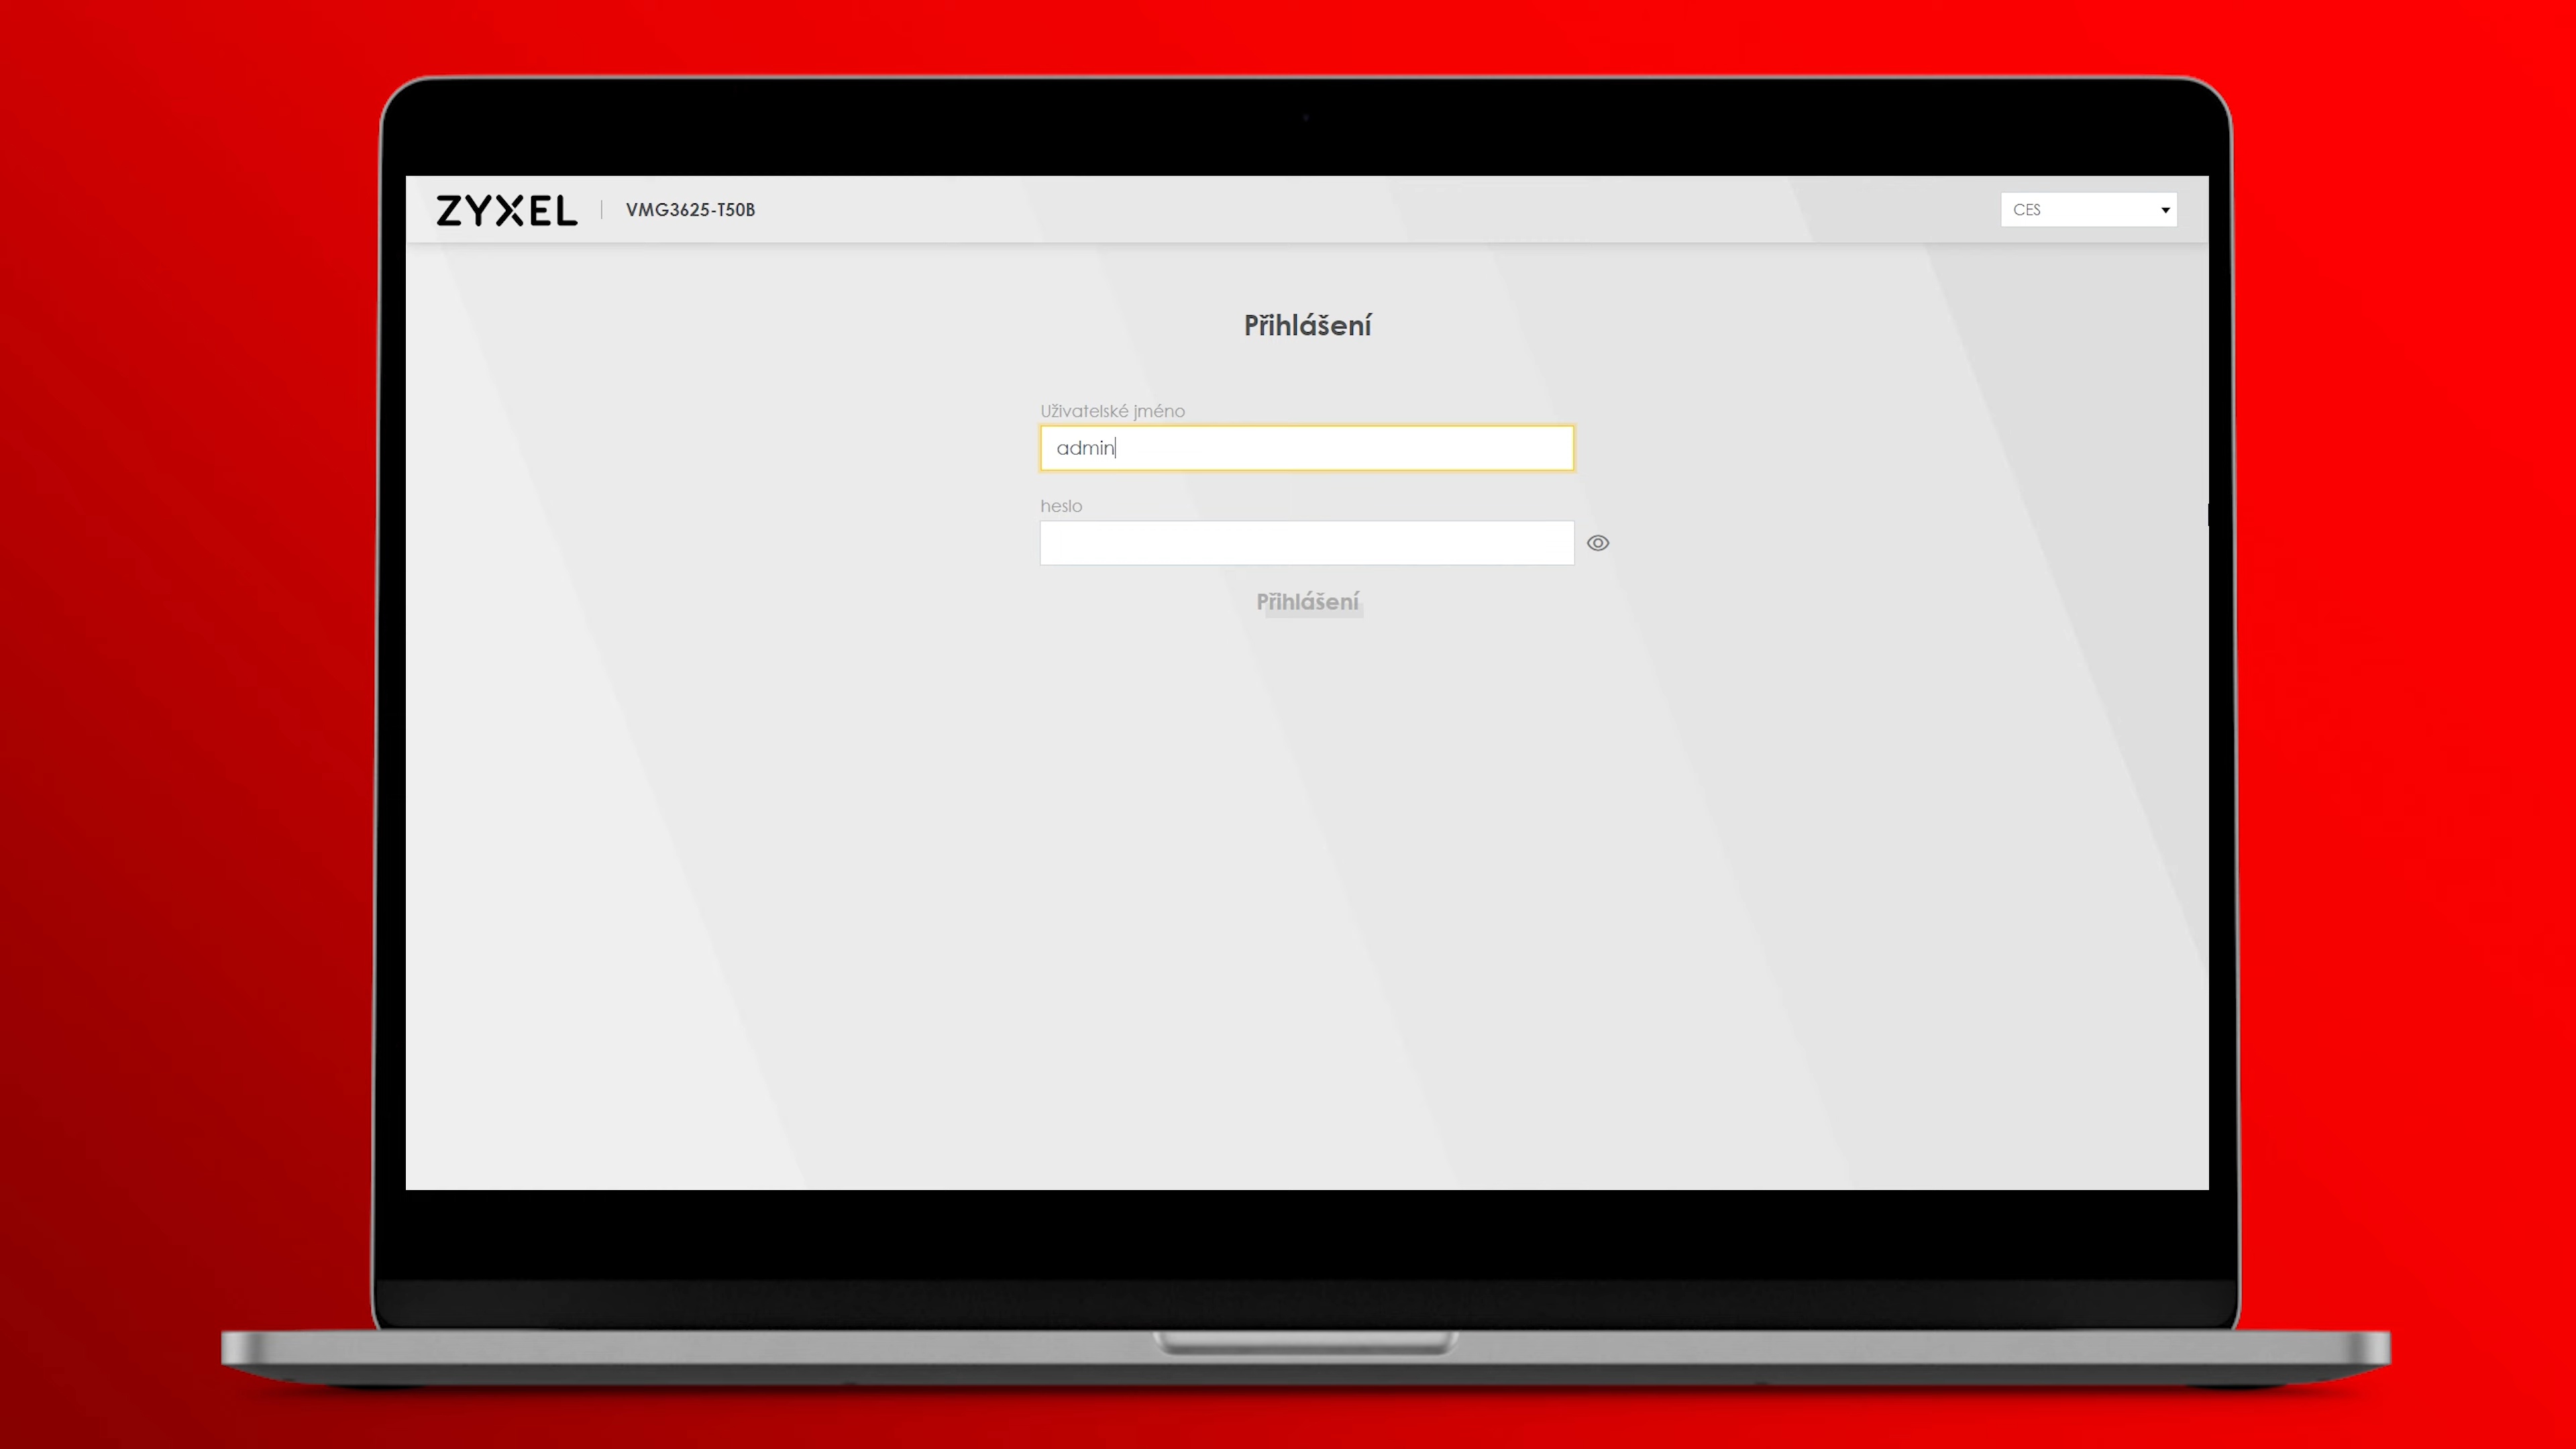 ZYXEL
VMG3625-T50B
CES
Přihlášení
Uživatelské jméno
admin
heslo
Přihlášení